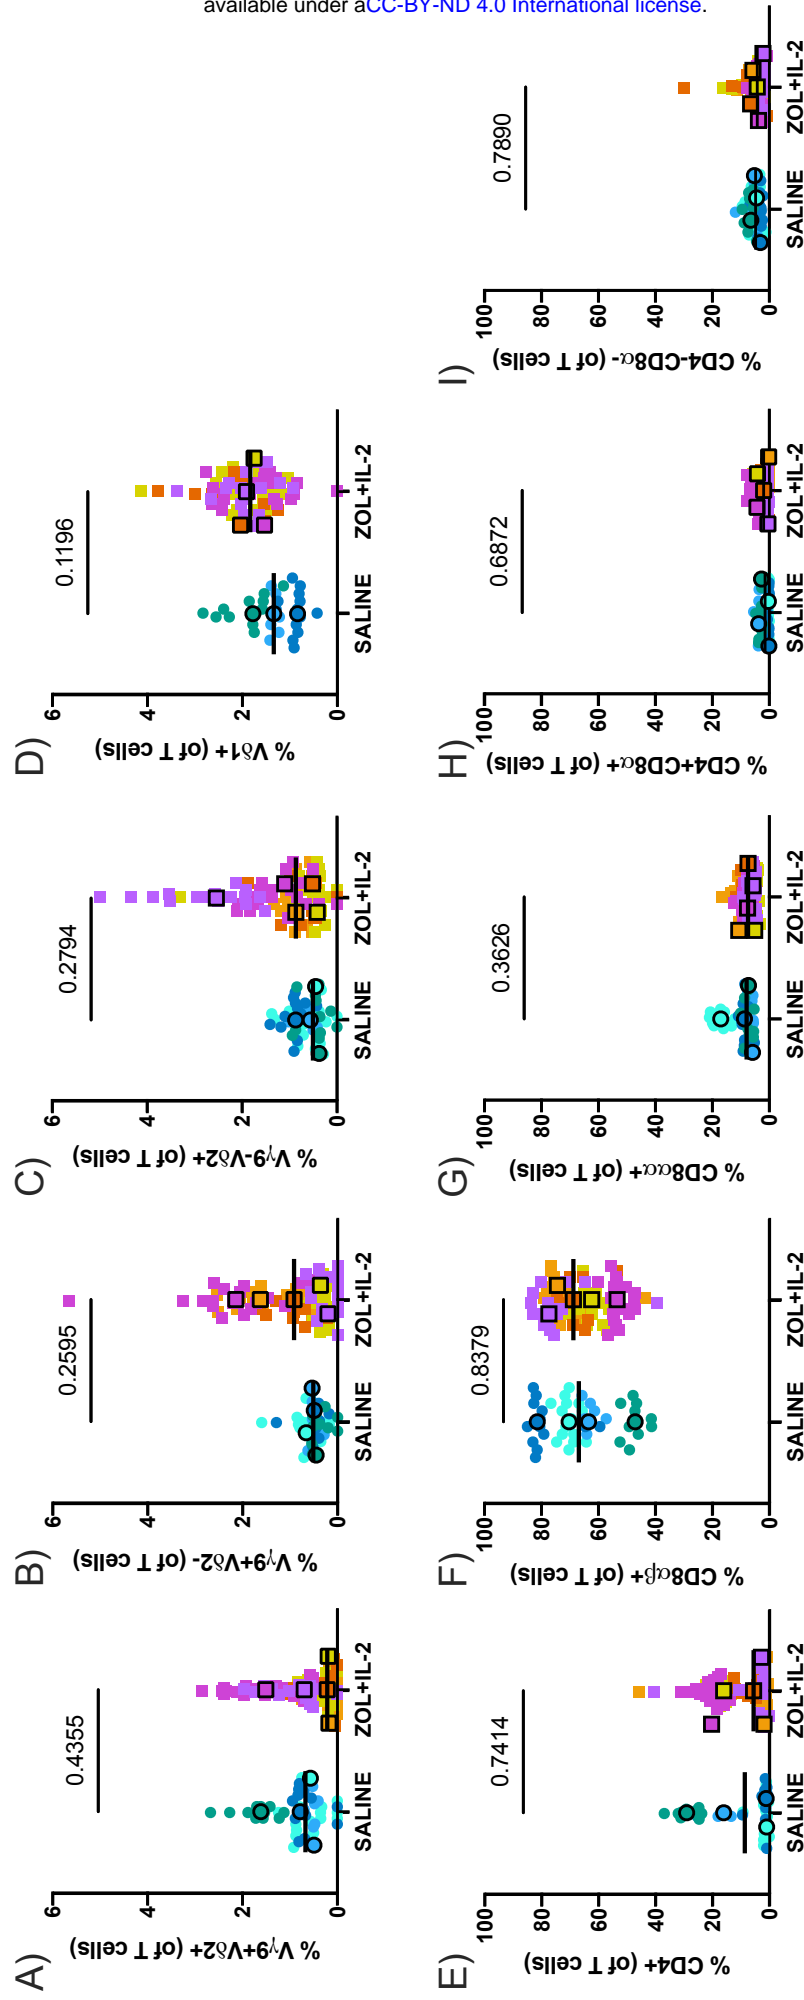 available under aCC-BY-ND 4.0 International license.
A)
% Vγ9+Vδ2+ (of T cells)
6
4
2
0
0.4355
SALINE
ZOL+IL-2
B)
% Vγ9+Vδ2- (of T cells)
6
4
2
0
0.2595
SALINE
ZOL+IL-2
C)
% Vγ9-Vδ2+ (of T cells)
6
4
2
0
0.2794
SALINE
ZOL+IL-2
D)
% Vδ1+ (of T cells)
6
4
2
0
0.1196
SALINE
ZOL+IL-2
E)
% CD4+ (of T cells)
100
80
60
40
20
0
0.7414
SALINE
ZOL+IL-2
F)
% CD8αβ+ (of T cells)
100
80
60
40
20
0
0.8379
SALINE
ZOL+IL-2
G)
% CD8αα+ (of T cells)
100
80
60
40
20
0
0.3626
SALINE
ZOL+IL-2
H)
% CD4+CD8α+ (of T cells)
100
80
60
40
20
0
0.6872
SALINE
ZOL+IL-2
I)
% CD4-CD8α- (of T cells)
100
80
60
40
20
0
0.7890
SALINE
ZOL+IL-2